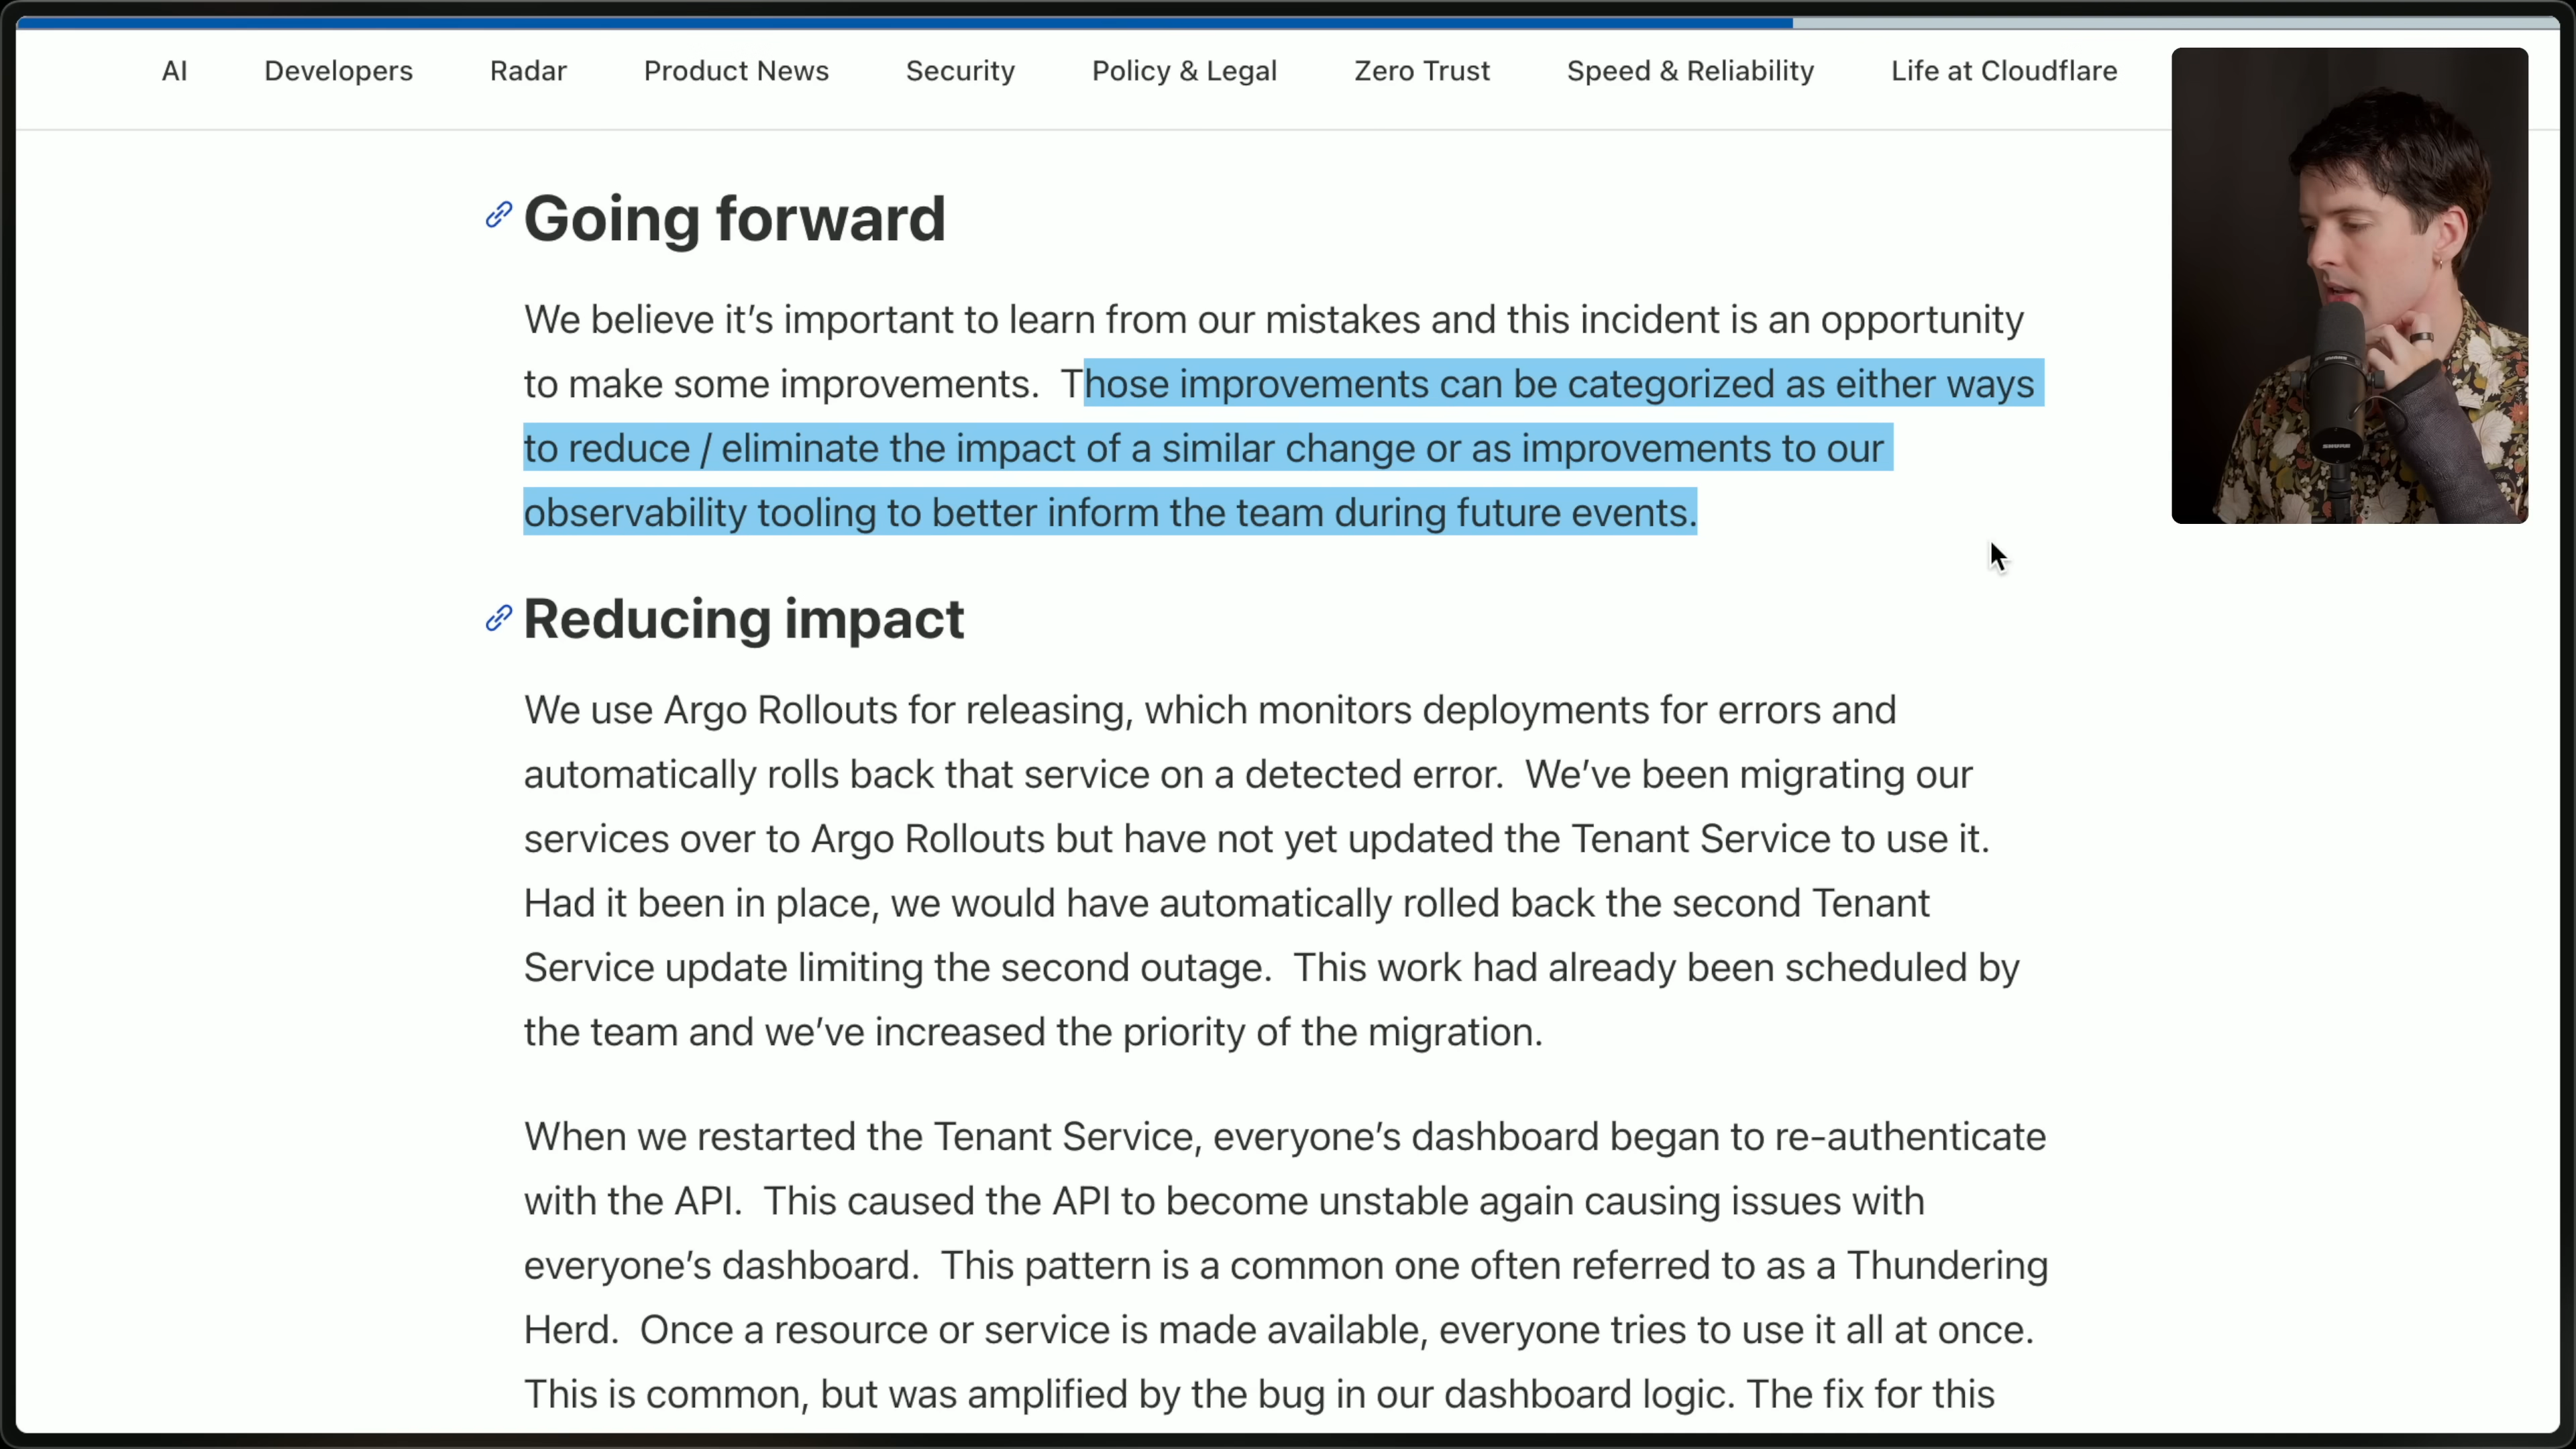 AI Developers Radar Product News Security Policy & Legal Zero Trust Speed & Reliability Life at Cloudflare
Going forward
We believe it’s important to learn from our mistakes and this incident is an opportunity
to make some improvements.  Those improvements can be categorized as either ways
to reduce / eliminate the impact of a similar change or as improvements to our
observability tooling to better inform the team during future events.
Reducing impact
We use Argo Rollouts for releasing, which monitors deployments for errors and
automatically rolls back that service on a detected error.  We’ve been migrating our
services over to Argo Rollouts but have not yet updated the Tenant Service to use it.
Had it been in place, we would have automatically rolled back the second Tenant
Service update limiting the second outage.  This work had already been scheduled by
the team and we’ve increased the priority of the migration.
When we restarted the Tenant Service, everyone’s dashboard began to re-authenticate
with the API.  This caused the API to become unstable again causing issues with
everyone’s dashboard.  This pattern is a common one often referred to as a Thundering
Herd.  Once a resource or service is made available, everyone tries to use it all at once.
This is common, but was amplified by the bug in our dashboard logic. The fix for this